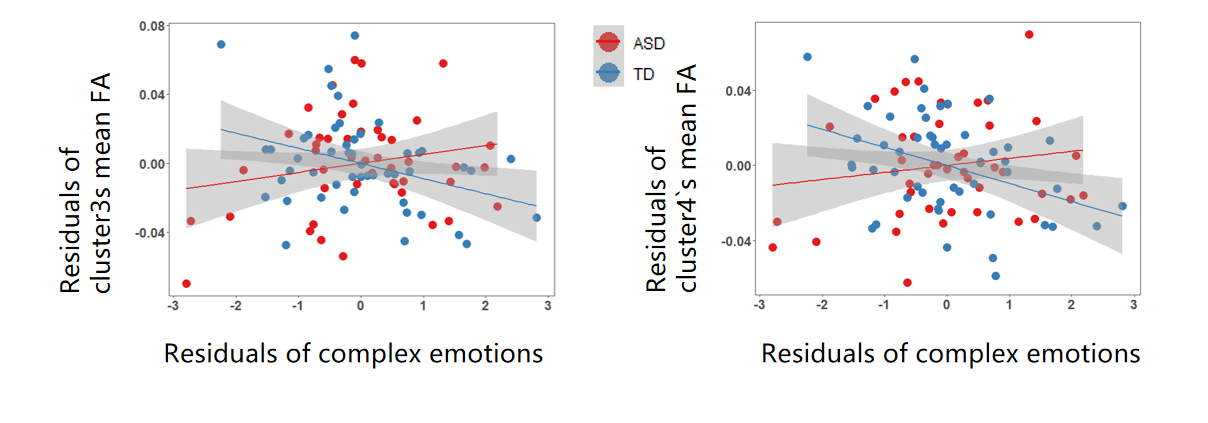 Residuals of
cluster3s mean FA
0.08
0.04
0.00
-0.04
-3
-2
-1
0
1
2
3
Residuals of complex emotions
ASD
TD
Residuals of
cluster4`s mean FA
0.04
0.00
-0.04
-3
-2
-1
0
1
2
3
Residuals of complex emotions